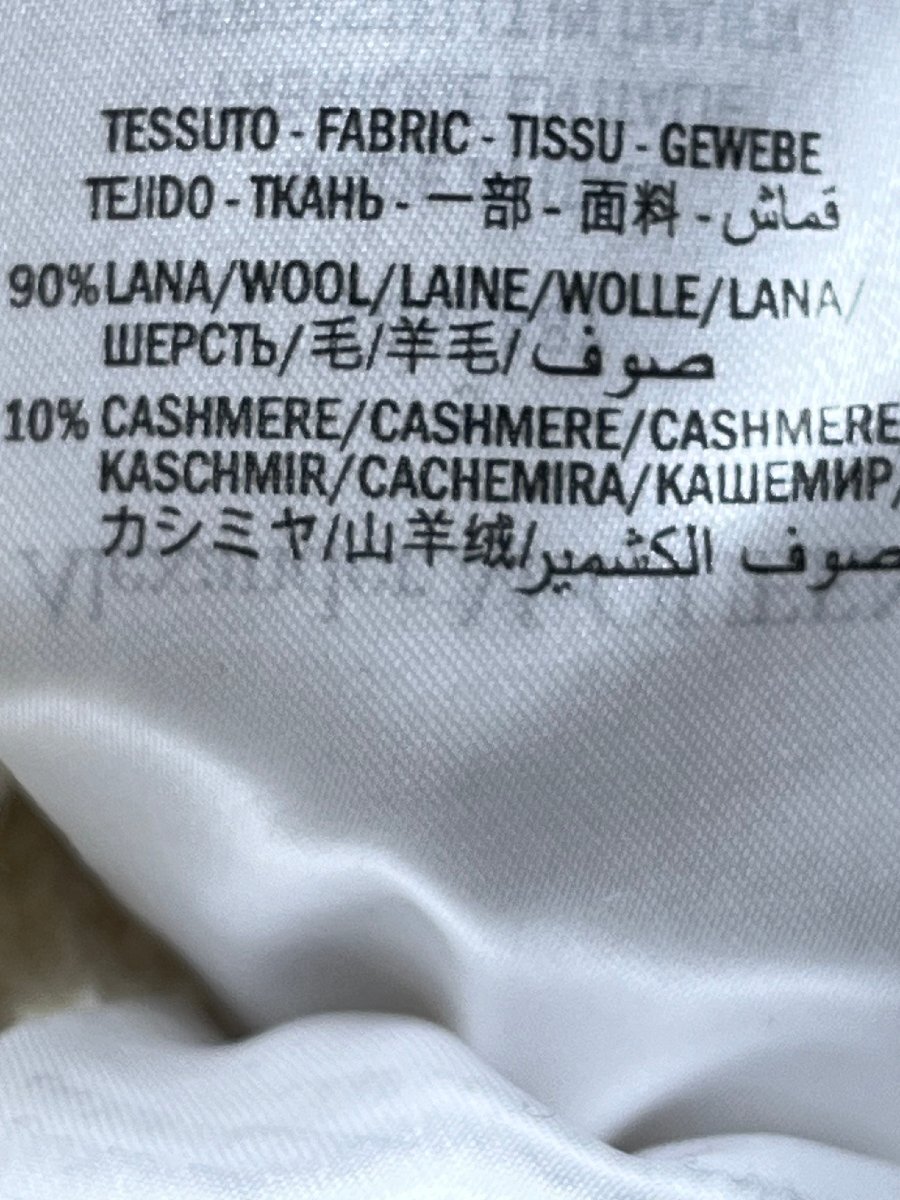 TESSUTO - FABRIC - TISSU - GEWEBE
TEJIDO - ТКАНЬ - 一部 - 面料 - قماش
90% LANA/WOOL/LAINE/WOLLE/LANA/
ШЕРСТЬ/毛/羊毛/صوف
10% CASHMERE/CASHMERE/CASHMERE
KASCHMIR/CACHEMIRA/КАШЕМИР/
カシミヤ/山羊绒/صوف الكشمير